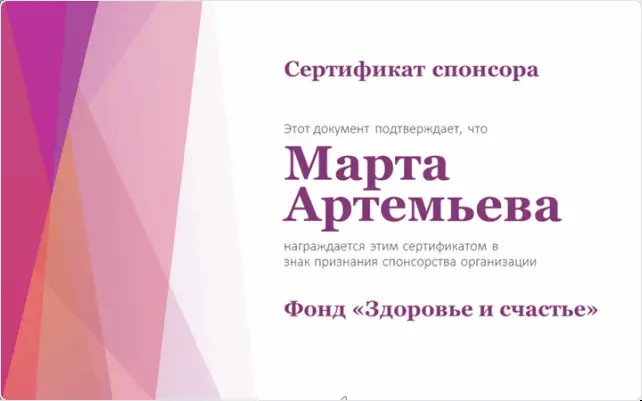 Сертификат спонсора
Этот документ подтверждает, что
Марта
Артемьева
награждается этим сертификатом в
знак признания спонсорства организации
Фонд «Здоровье и счастье»